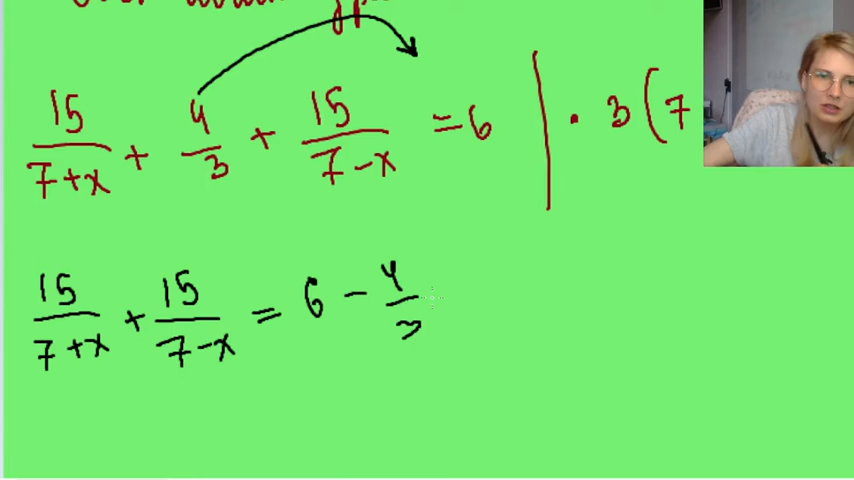 15/(7+x) + 4/3 + 15/(7-x) = 6 | · 3(7
15/(7+x) + 15/(7-x) = 6 - 4/3